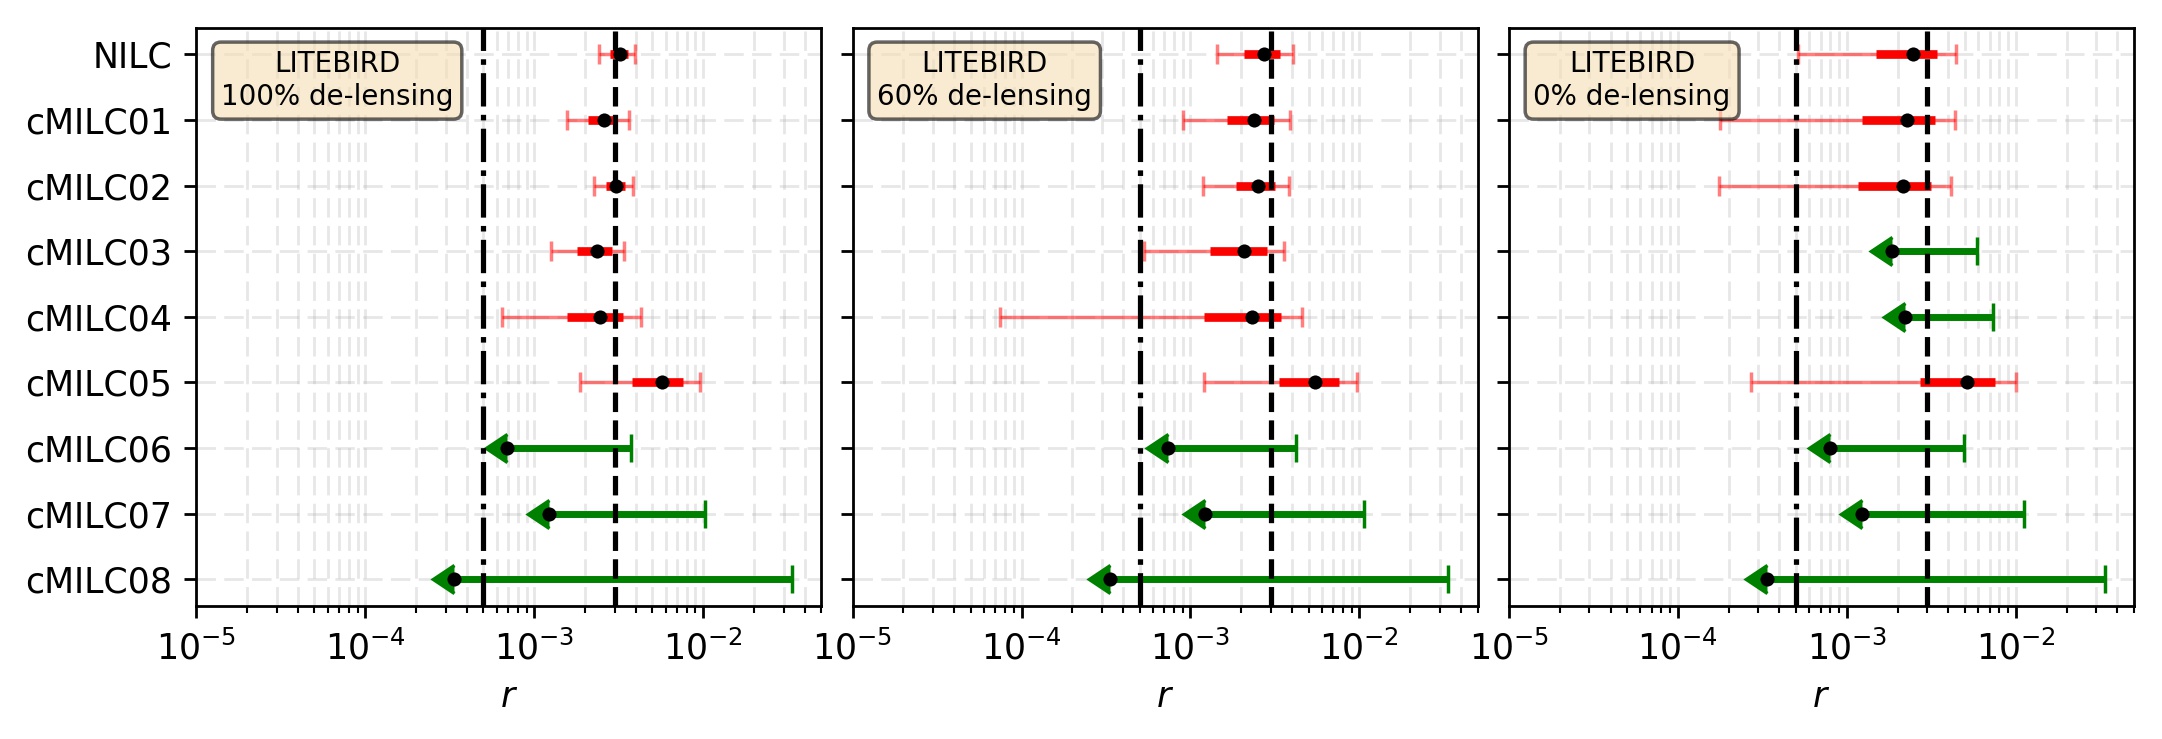 LITEBIRD
100% de-lensing
LITEBIRD
60% de-lensing
LITEBIRD
0% de-lensing
NILC
cMILC01
cMILC02
cMILC03
cMILC04
cMILC05
cMILC06
cMILC07
cMILC08
10⁻⁵ 10⁻⁴ 10⁻³ 10⁻² 10⁻⁵ 10⁻⁴ 10⁻³ 10⁻² 10⁻⁵ 10⁻⁴ 10⁻³ 10⁻²
r r r